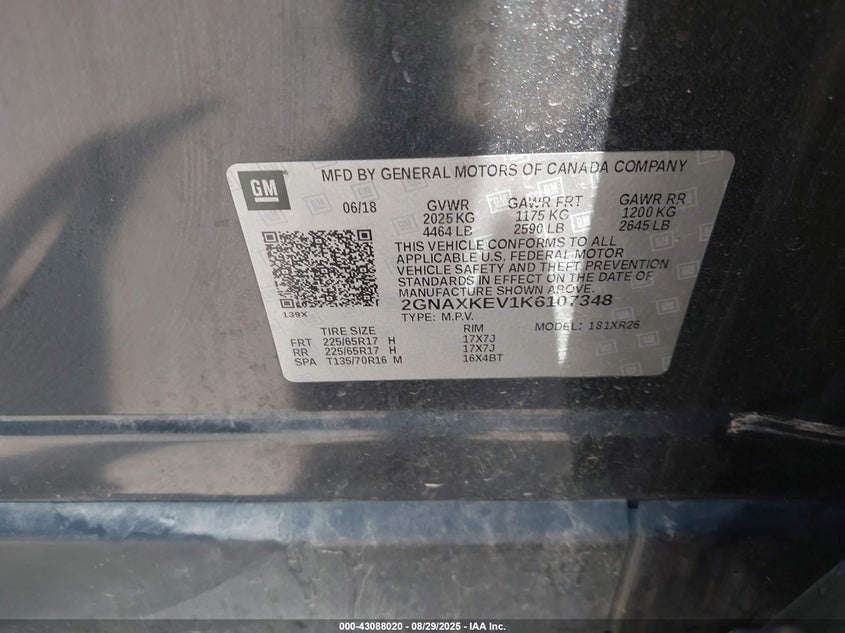 GM
MFD BY GENERAL MOTORS OF CANADA COMPANY
06/18 GVWR GAWR FRT GAWR RR
2025 KG 1175 KG 1200 KG
4464 LB 2590 LB 2645 LB
THIS VEHICLE CONFORMS TO ALL
APPLICABLE U.S. FEDERAL MOTOR
VEHICLE SAFETY AND THEFT PREVENTION
STANDARDS IN EFFECT ON THE DATE OF
MANUFACTURE SHOWN ABOVE.
2GNAXKEV1K6107348
139X
TYPE: M.P.V. MODEL: 1S1XR26
TIRE SIZE RIM
FRT 225/65R17 H 17X7J
RR 225/65R17 H 17X7J
SPA T135/70R16 M 16X4BT
000-43088020 | 08/29/2025 - IAA Inc.